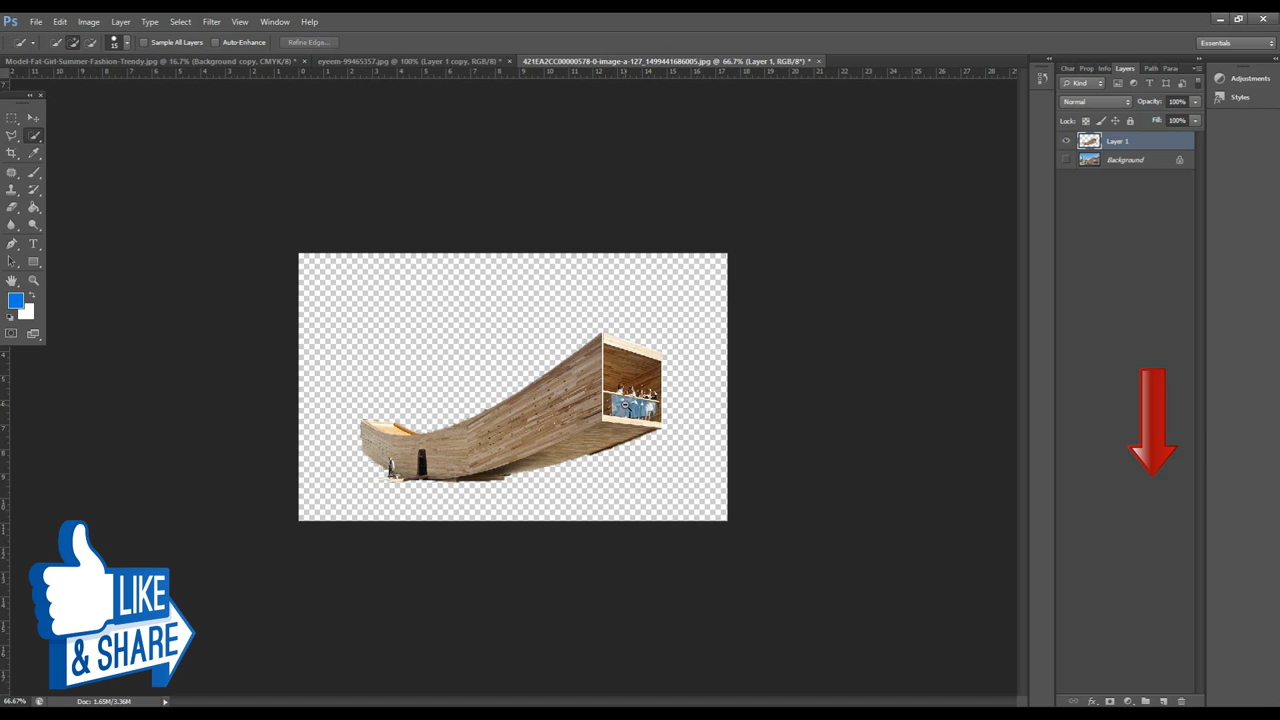 Ps File Edit Image Layer Type Select Filter View Window Help
15 Sample All Layers Auto-Enhance Refine Edge... Essentials
Model-Fat-Girl-Summer-Fashion-Trendy.jpg @ 16.7% (Background copy, CMYK/8) * × eyeem-99465357.jpg @ 100% (Layer 1 copy, RGB/8) * × 421EA2CC00000578-0-image-a-127_1499441686005.jpg @ 66.7% (Layer 1, RGB/8*) * ×
Char Prop Info Layers Path Para
Adjustments
Styles
Kind
Normal Opacity: 100%
Lock: Fill: 100%
Layer 1
Background
LIKE
& SHARE
66.67% Doc: 1.65M/3.36M